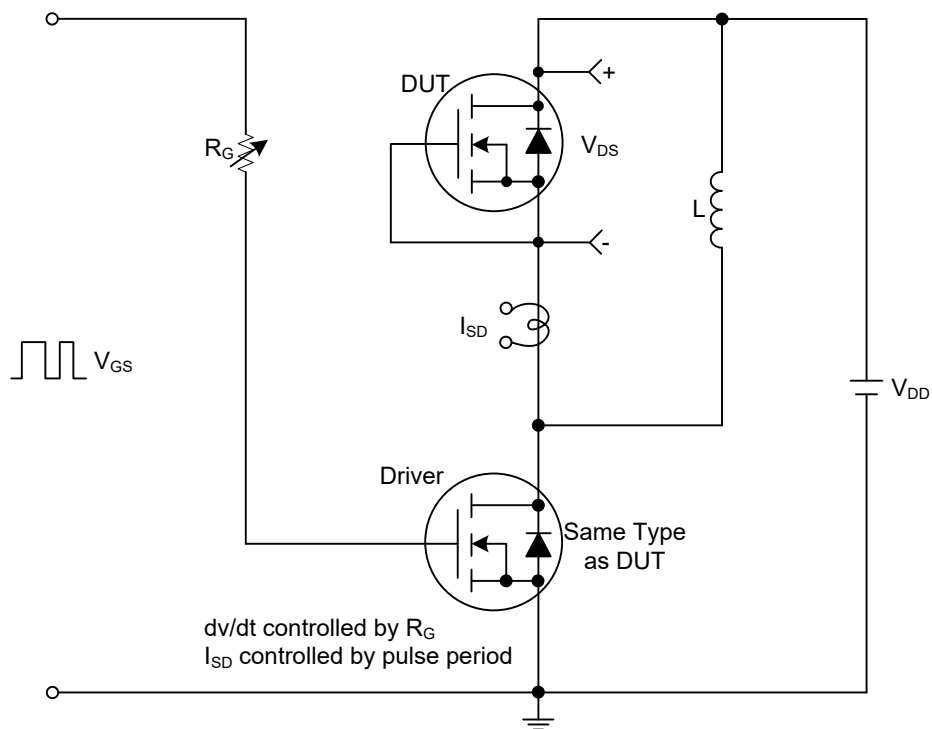 DUT
+
R_G
V_DS
L
-
I_SD
V_GS
V_DD
Driver
Same Type
as DUT
dv/dt controlled by R_G
I_SD controlled by pulse period